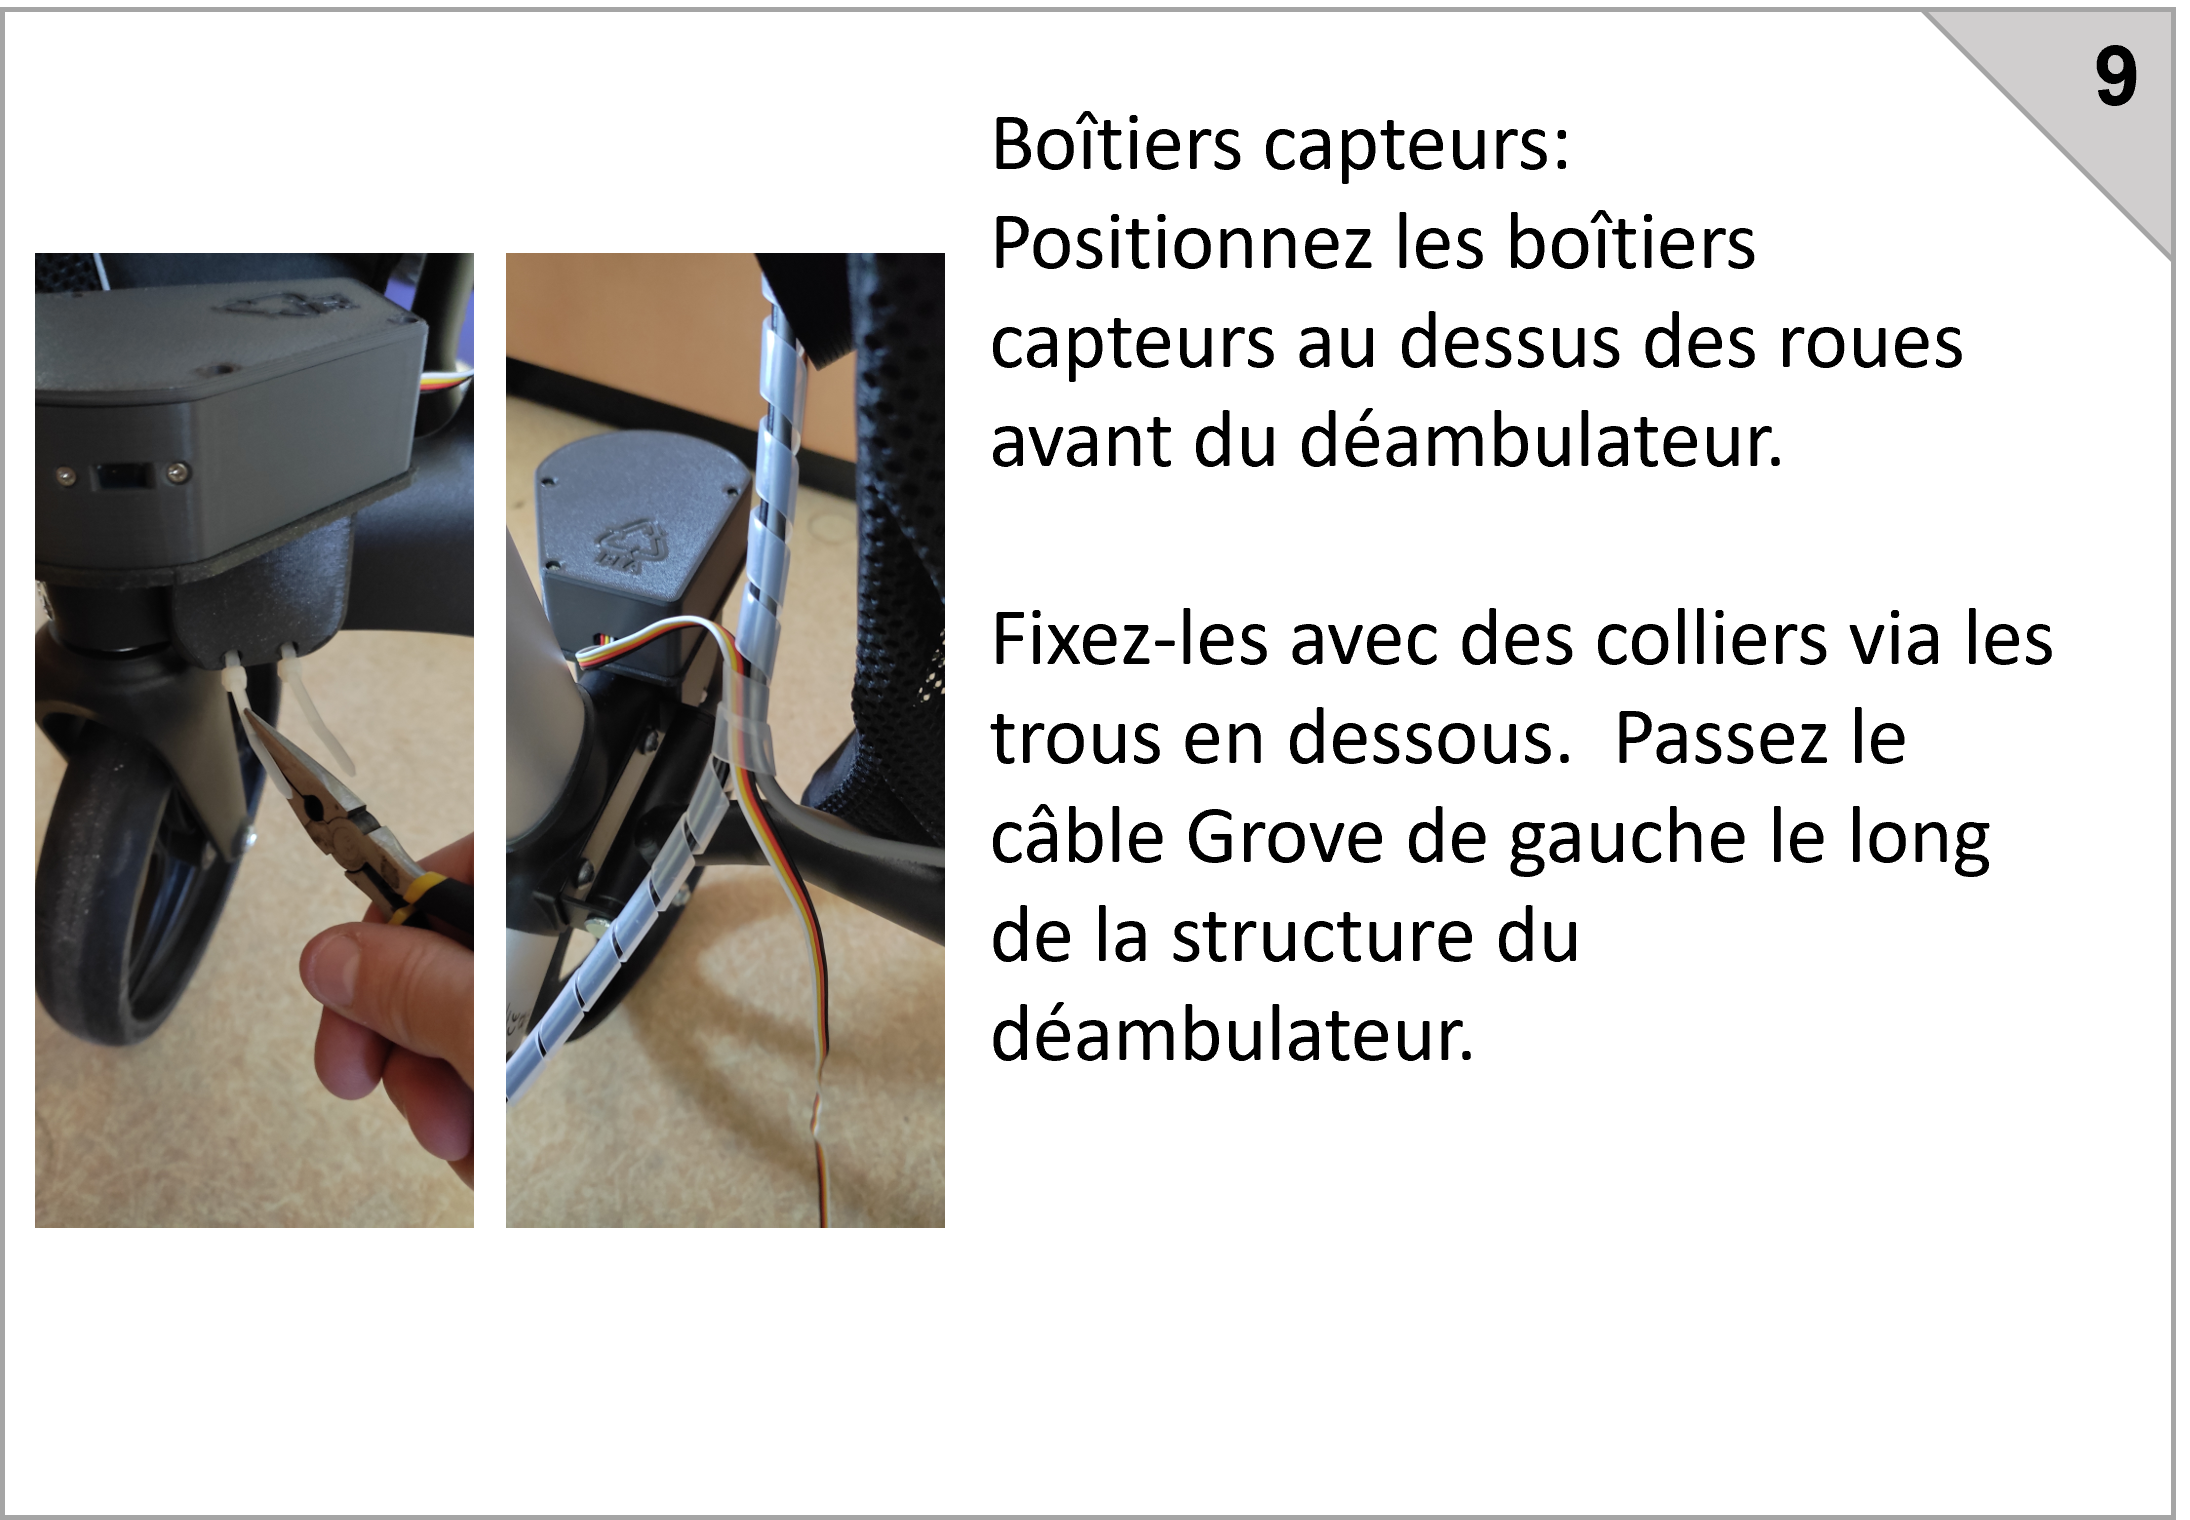 9
Boîtiers capteurs:
Positionnez les boîtiers
capteurs au dessus des roues
avant du déambulateur.
Fixez-les avec des colliers via les
trous en dessous.  Passez le
câble Grove de gauche le long
de la structure du
déambulateur.